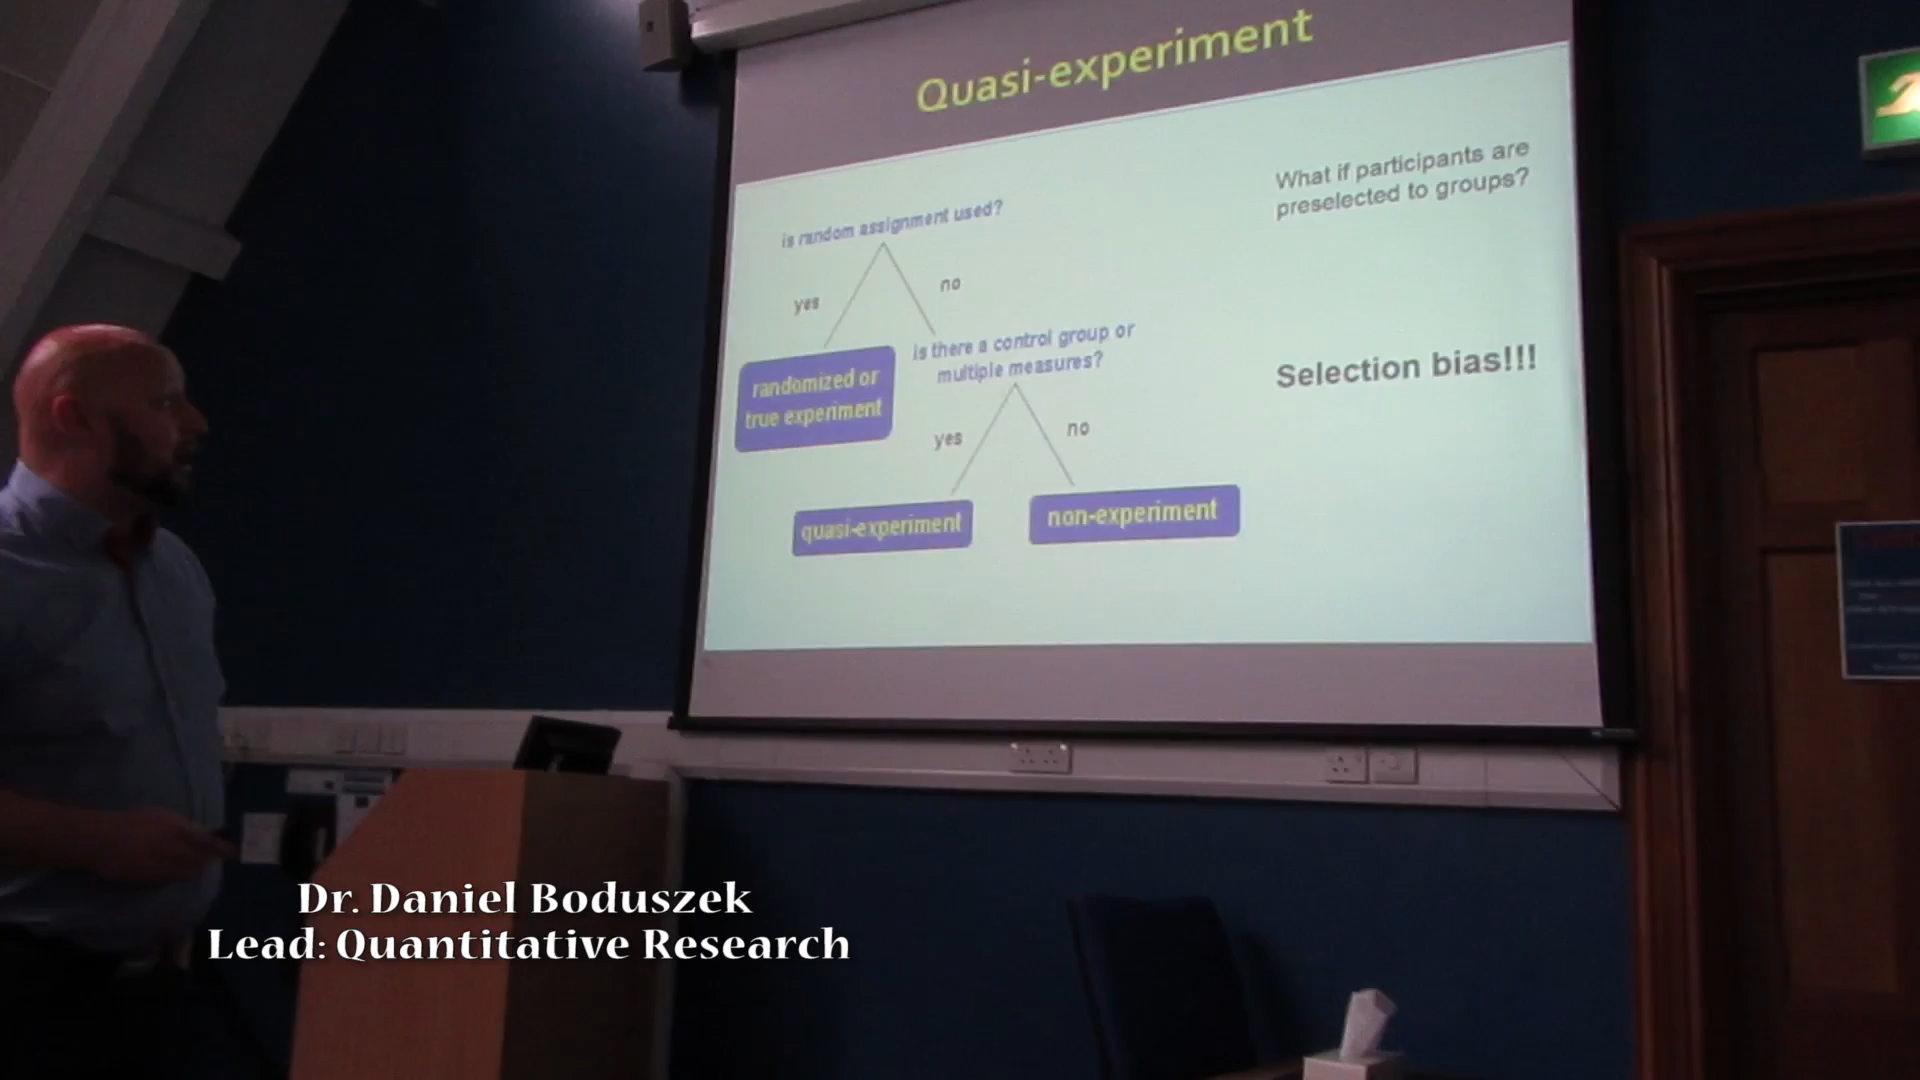 Quasi-experiment
is random assignment used?
yes
no
randomized or
true experiment
is there a control group or
multiple measures?
yes
no
quasi-experiment
non-experiment
What if participants are
preselected to groups?
Selection bias!!!
Dr. Daniel Boduszek
Lead: Quantitative Research